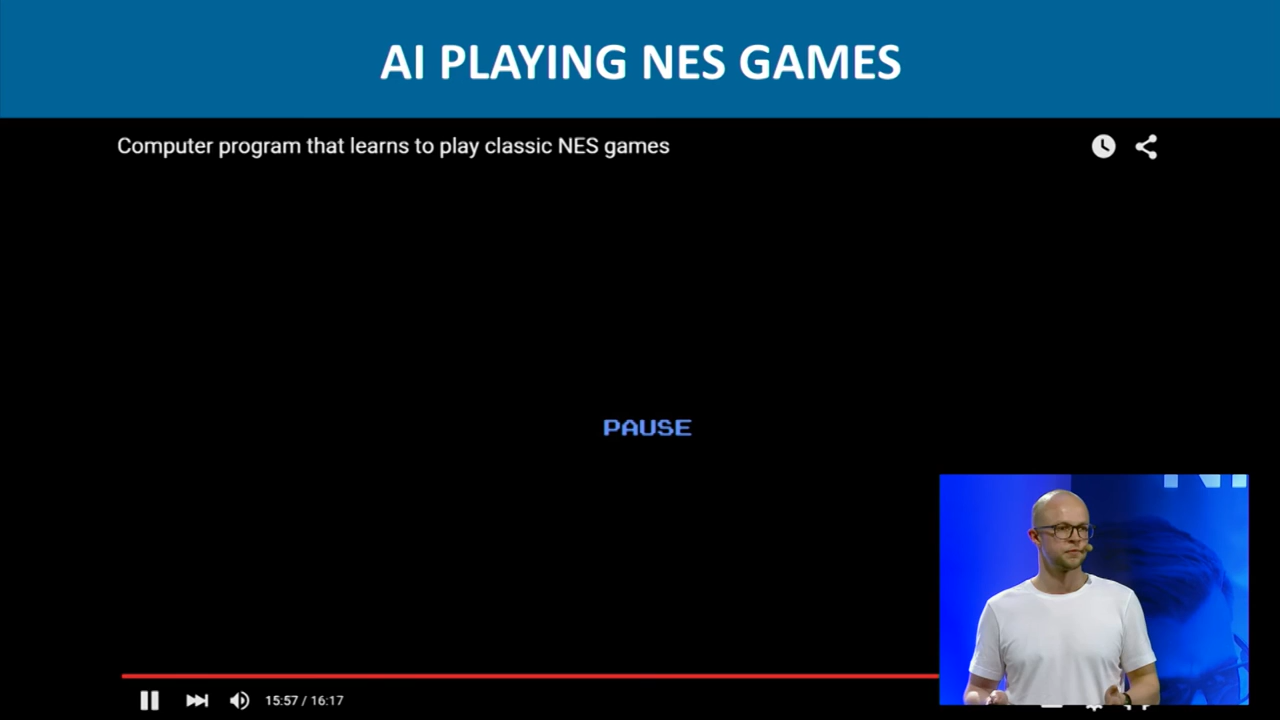 AI PLAYING NES GAMES
Computer program that learns to play classic NES games
PAUSE
15:57 / 16:17